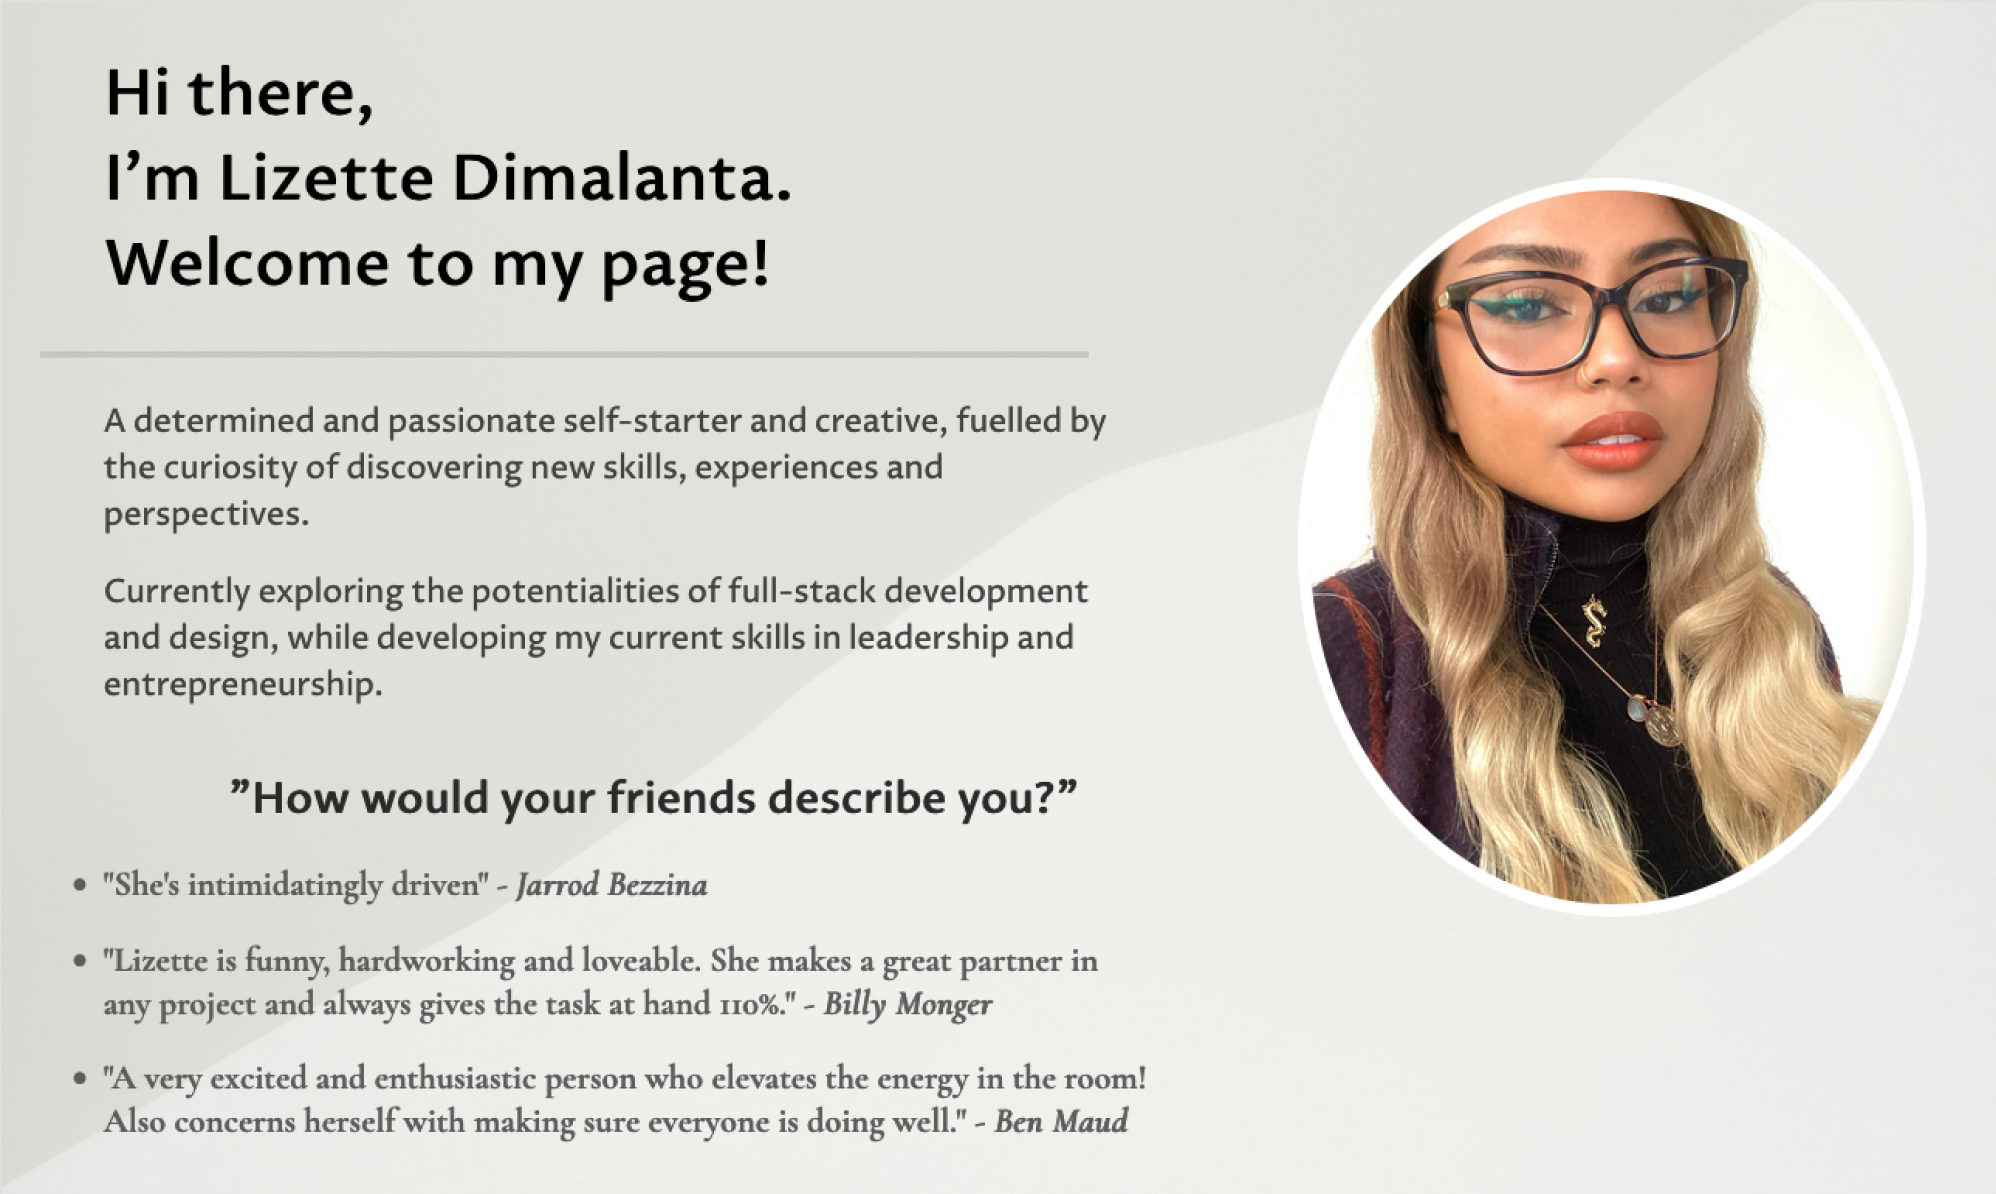 Hi there,
I’m Lizette Dimalanta.
Welcome to my page!
A determined and passionate self-starter and creative, fuelled by
the curiosity of discovering new skills, experiences and
perspectives.
Currently exploring the potentialities of full-stack development
and design, while developing my current skills in leadership and
entrepreneurship.
”How would your friends describe you?”
• "She's intimidatingly driven" - Jarrod Bezzina
• "Lizette is funny, hardworking and loveable. She makes a great partner in
any project and always gives the task at hand 110%." - Billy Monger
• "A very excited and enthusiastic person who elevates the energy in the room!
Also concerns herself with making sure everyone is doing well." - Ben Maud